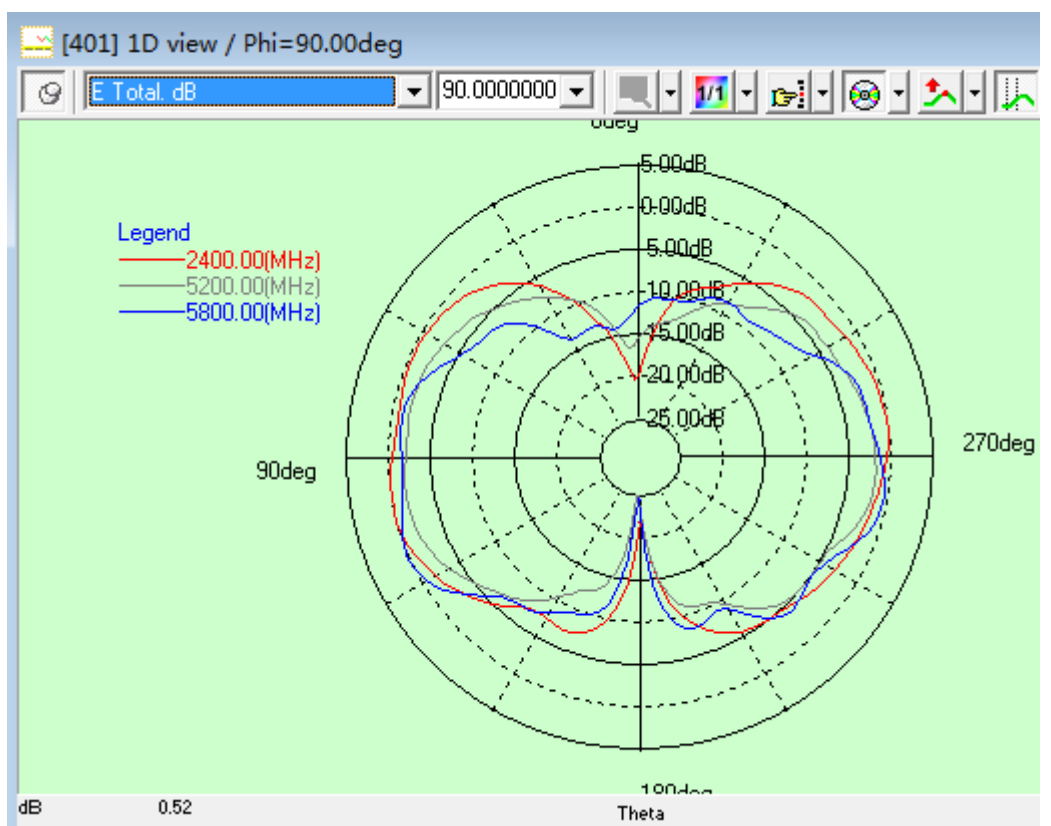 [401] 1D view / Phi=90.00deg
E Total. dB
90.0000000
1/1
0deg
5.00dB
0.00dB
-5.00dB
-10.00dB
-15.00dB
-20.00dB
-25.00dB
Legend
2400.00(MHz)
5200.00(MHz)
5800.00(MHz)
90deg
270deg
180deg
dB
0.52
Theta